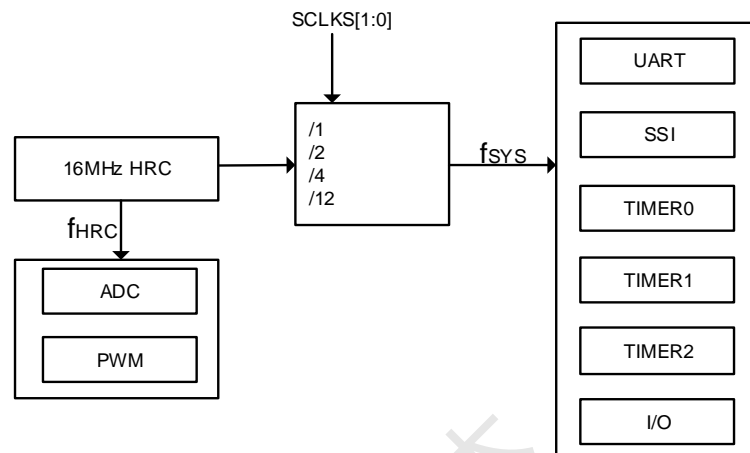 SCLKS[1:0]
16MHz HRC
/1
/2
/4
/12
fSYS
fHRC
ADC
PWM
UART
SSI
TIMER0
TIMER1
TIMER2
I/O